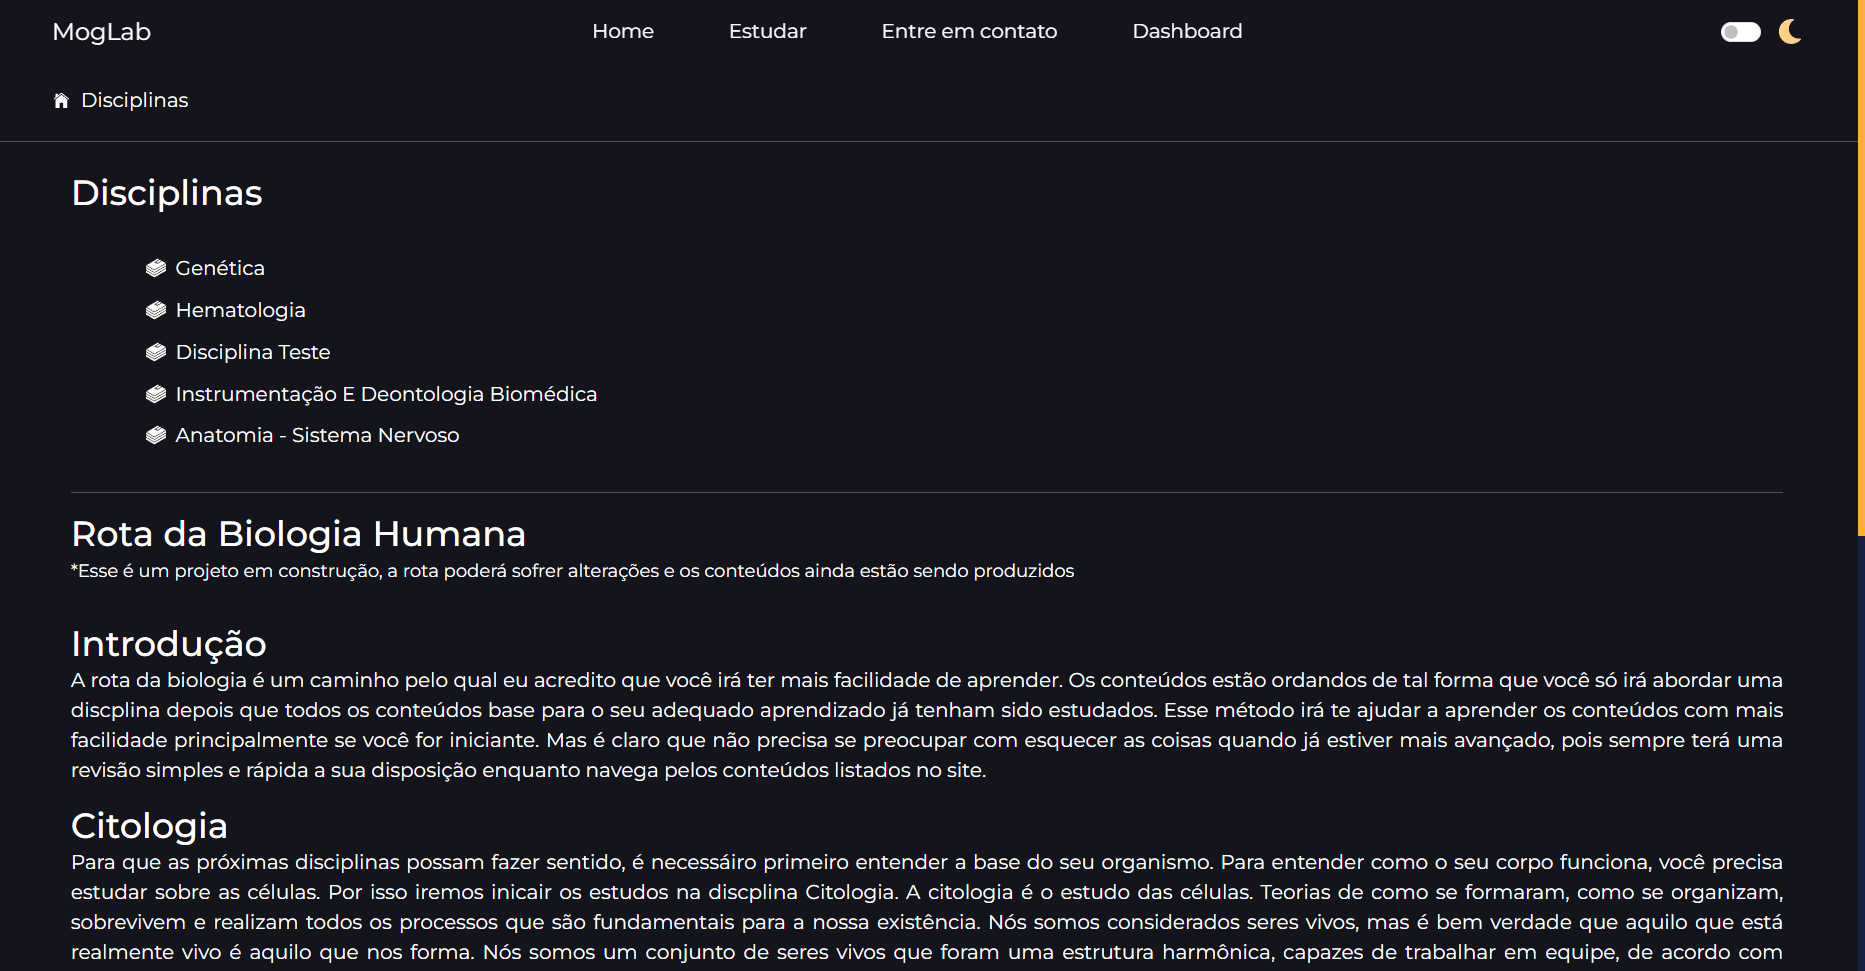 MogLab
Home
Estudar
Entre em contato
Dashboard
Disciplinas
Disciplinas
Genética
Hematologia
Disciplina Teste
Instrumentação E Deontologia Biomédica
Anatomia - Sistema Nervoso
Rota da Biologia Humana
*Esse é um projeto em construção, a rota poderá sofrer alterações e os conteúdos ainda estão sendo produzidos
Introdução
A rota da biologia é um caminho pelo qual eu acredito que você irá ter mais facilidade de aprender. Os conteúdos estão ordandos de tal forma que você só irá abordar uma
discplina depois que todos os conteúdos base para o seu adequado aprendizado já tenham sido estudados. Esse método irá te ajudar a aprender os conteúdos com mais
facilidade principalmente se você for iniciante. Mas é claro que não precisa se preocupar com esquecer as coisas quando já estiver mais avançado, pois sempre terá uma
revisão simples e rápida a sua disposição enquanto navega pelos conteúdos listados no site.
Citologia
Para que as próximas disciplinas possam fazer sentido, é necessáiro primeiro entender a base do seu organismo. Para entender como o seu corpo funciona, você precisa
estudar sobre as células. Por isso iremos inicair os estudos na discplina Citologia. A citologia é o estudo das células. Teorias de como se formaram, como se organizam,
sobrevivem e realizam todos os processos que são fundamentais para a nossa existência. Nós somos considerados seres vivos, mas é bem verdade que aquilo que está
realmente vivo é aquilo que nos forma. Nós somos um conjunto de seres vivos que foram uma estrutura harmônica, capazes de trabalhar em equipe, de acordo com